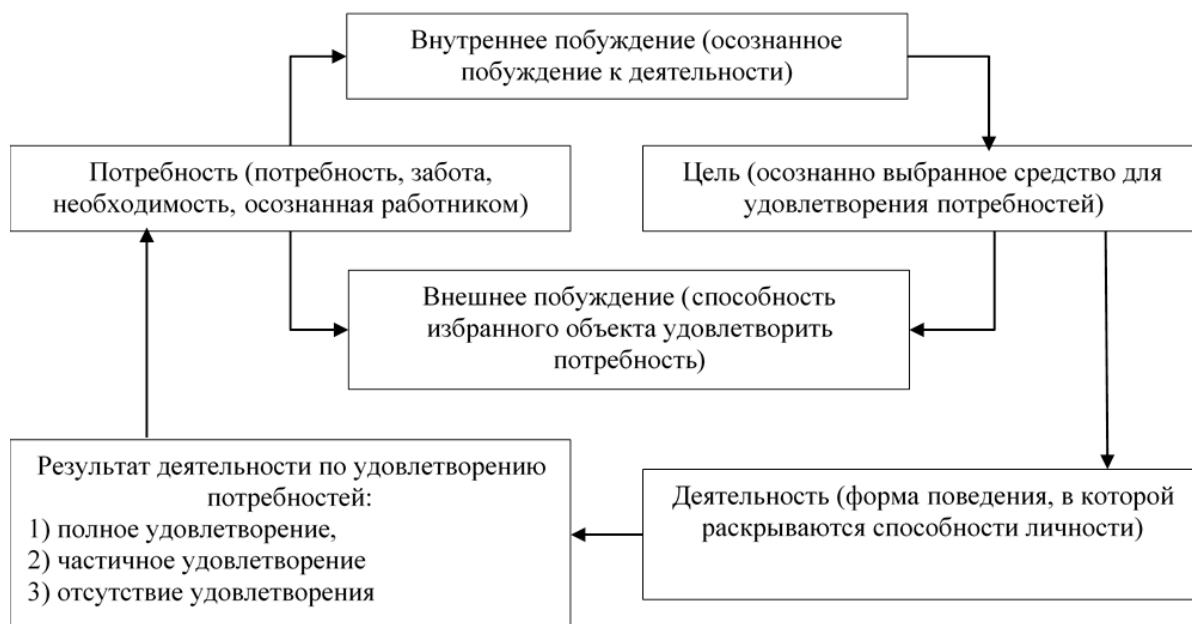 Внутреннее побуждение (осознанное
побуждение к деятельности)
Потребность (потребность, забота,
необходимость, осознанная работником)
Цель (осознанно выбранное средство для
удовлетворения потребностей)
Внешнее побуждение (способность
избранного объекта удовлетворить
потребность)
Результат деятельности по удовлетворению
потребностей:
1) полное удовлетворение,
2) частичное удовлетворение
3) отсутствие удовлетворения
Деятельность (форма поведения, в которой
раскрываются способности личности)